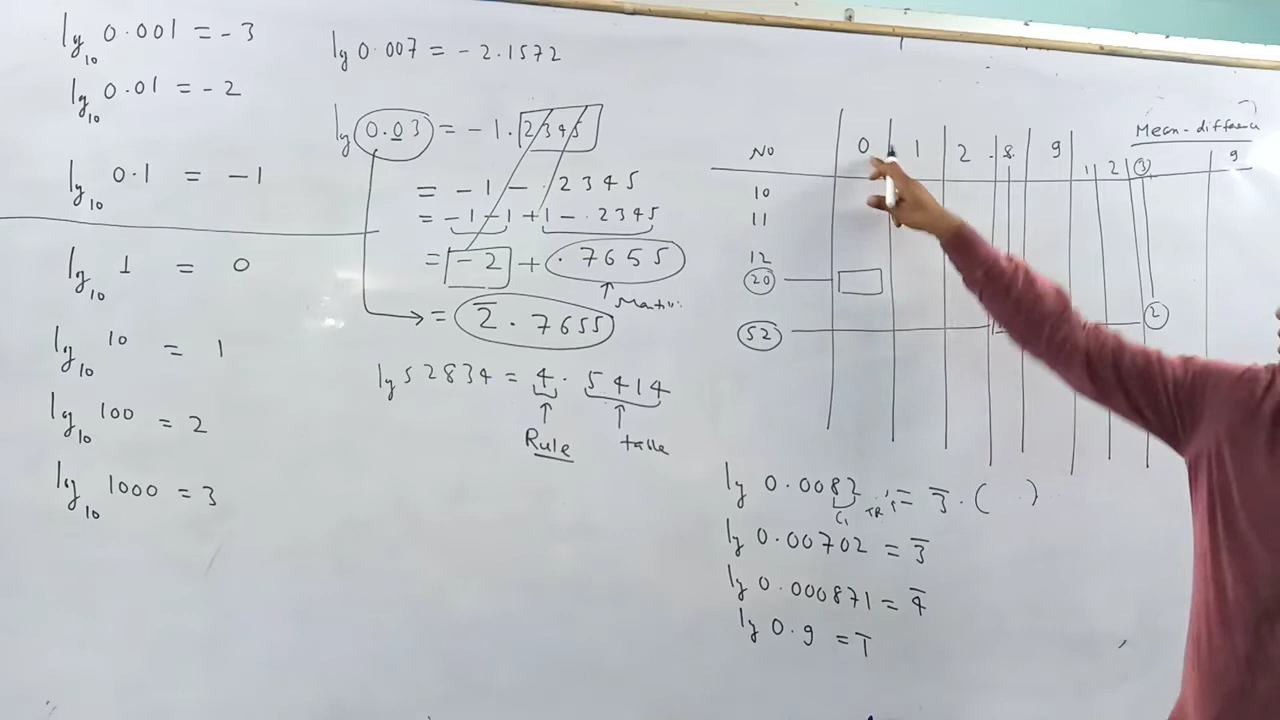 lg₁₀ 0.001 = -3
lg₁₀ 0.01 = -2
lg₁₀ 0.1 = -1
lg₁₀ 1 = 0
lg₁₀ 10 = 1
lg₁₀ 100 = 2
lg₁₀ 1000 = 3
lg 0.007 = -2.1572
lg 0.03 = -1.2345
= -1 - .2345
= -1 -1 + 1 - .2345
= -2 + .7655
= 2̅.7655
lg 52834 = 4.5414
Rule table
Mean-difference
No 0 1 2 8 9 1 2 3 9
10
11
12
20
52 2
lg 0.0083 = 3̅.( )
lg 0.00702 = 3̅
lg 0.000871 = 4̅
lg 0.9 = 1̅